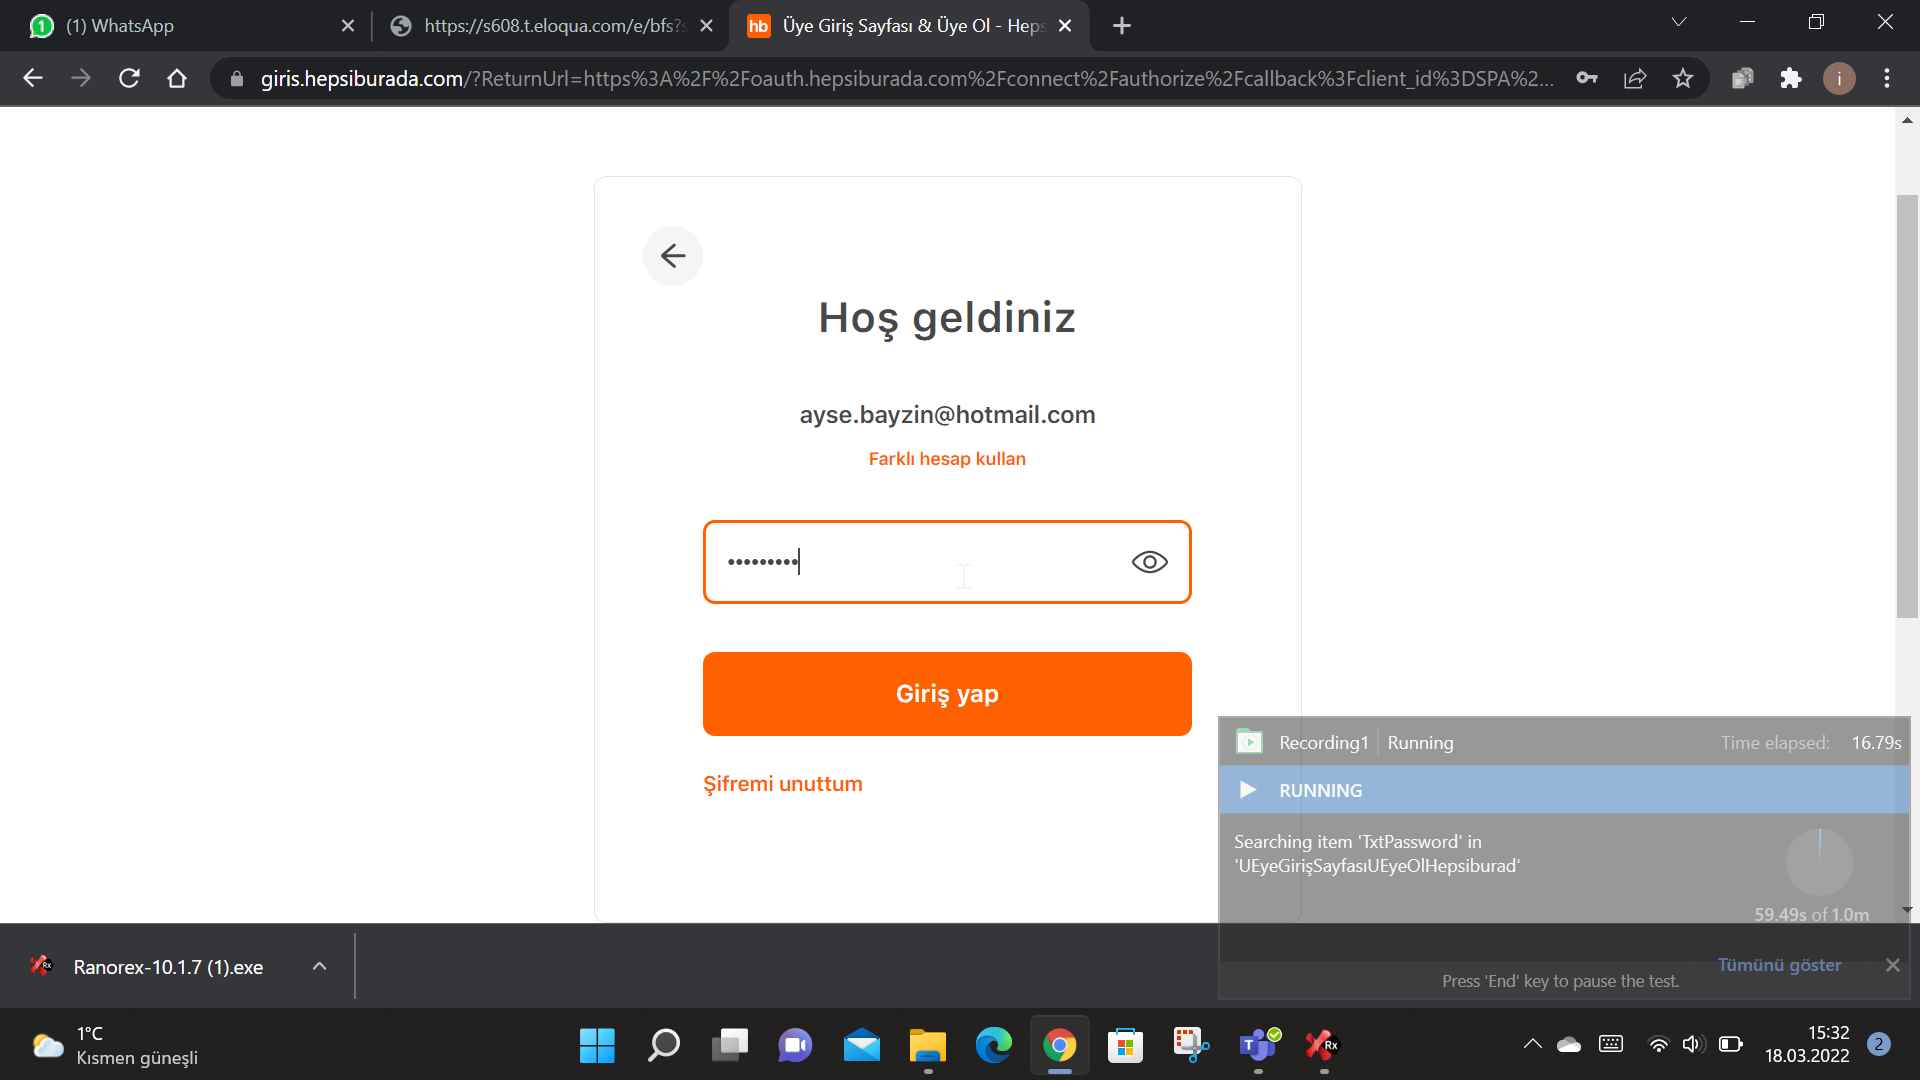 (1) WhatsApp
https://s608.t.eloqua.com/e/bfs?s
hb Üye Giriş Sayfası & Üye Ol - Heps
giris.hepsiburada.com/?ReturnUrl=https%3A%2F%2Foauth.hepsiburada.com%2Fconnect%2Fauthorize%2Fcallback%3Fclient_id%3DSPA%2...
i
Hoş geldiniz
ayse.bayzin@hotmail.com
Farklı hesap kullan
•••••••••
Giriş yap
Şifremi unuttum
Recording1 Running Time elapsed: 16.79s
RUNNING
Searching item 'TxtPassword' in
'UEyeGirişSayfasıUEyeOlHepsiburad'
59.49s of 1.0m
Ranorex-10.1.7 (1).exe
Tümünü göster
Press 'End' key to pause the test.
1°C
Kısmen güneşli
T
Rx
15:32
18.03.2022
2